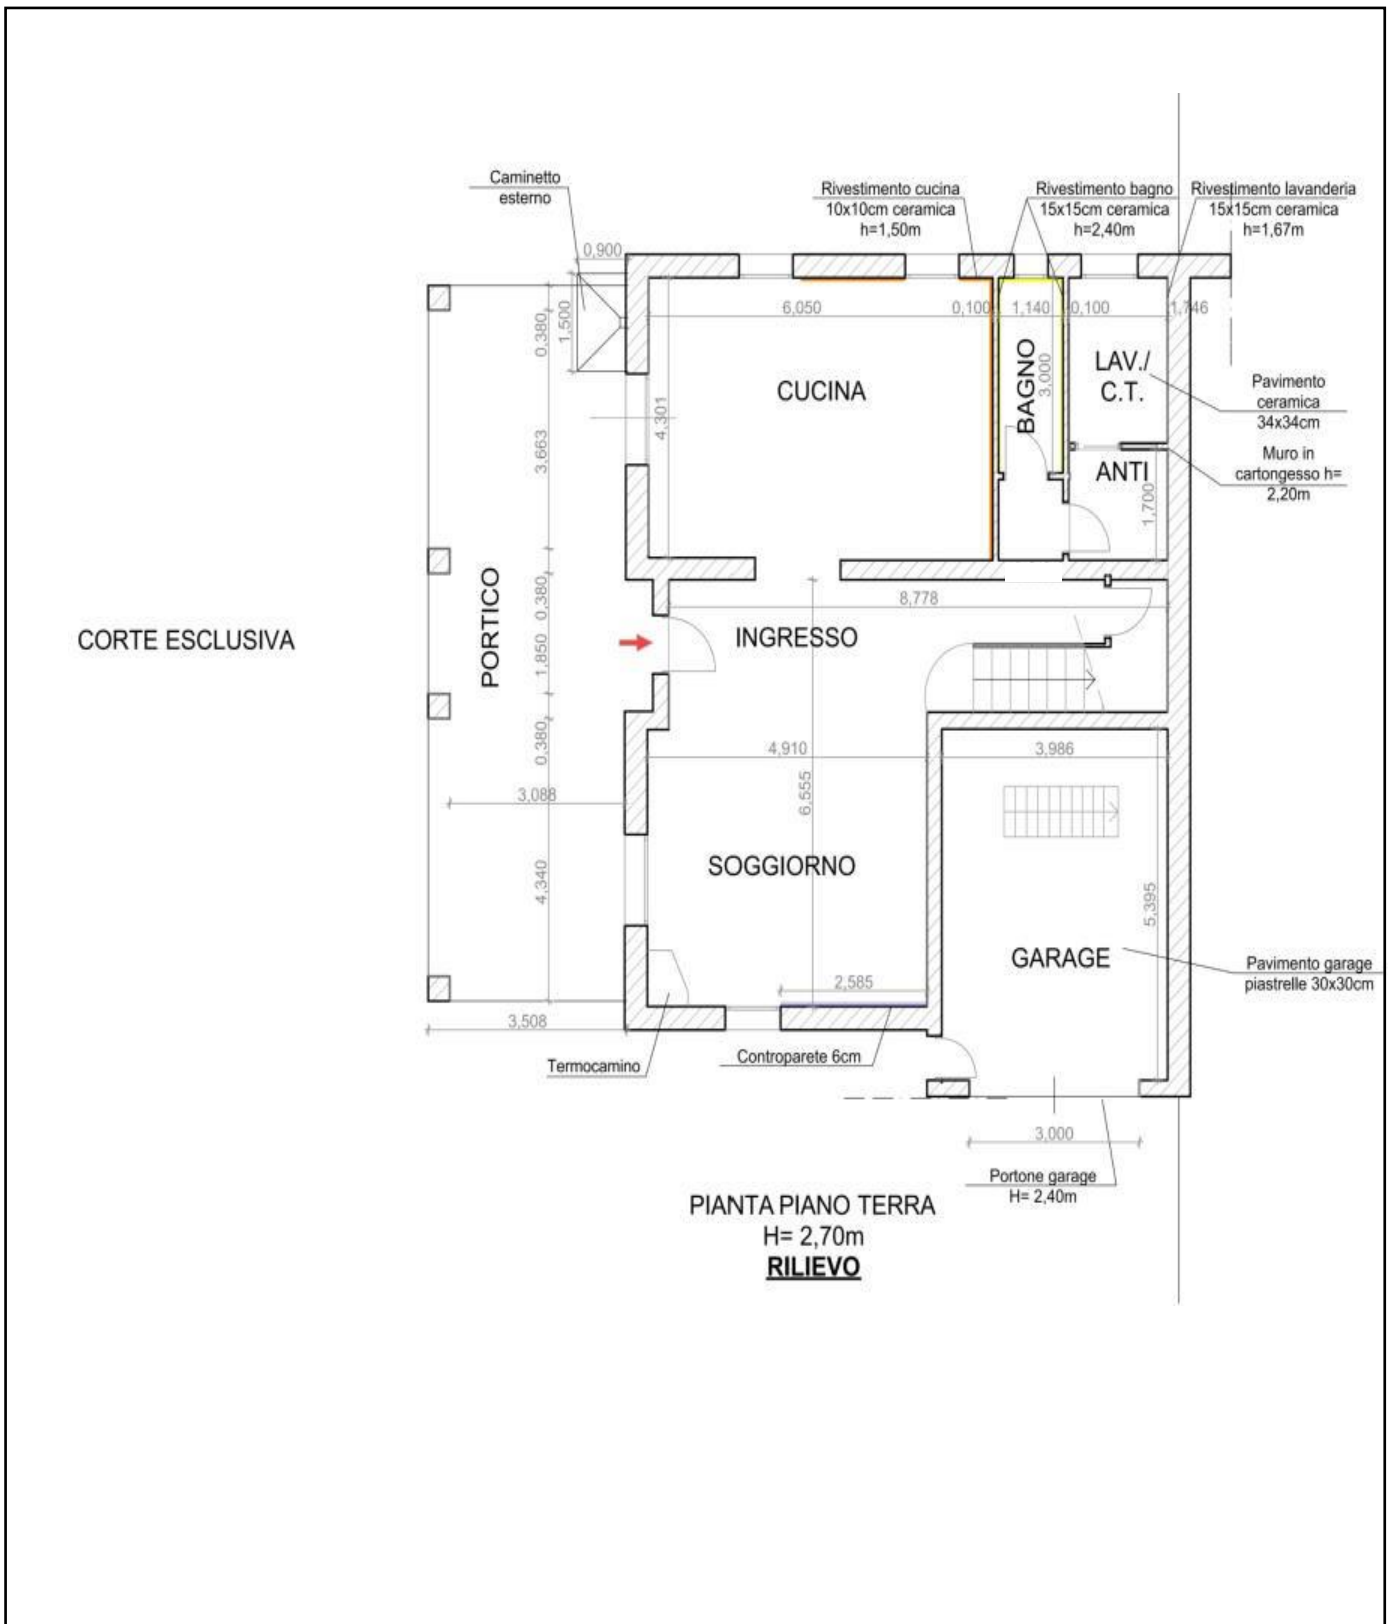 Caminetto
esterno
Rivestimento cucina
10x10cm ceramica
h=1,50m
Rivestimento bagno
15x15cm ceramica
h=2,40m
Rivestimento lavanderia
15x15cm ceramica
h=1,67m
0,900
1,500
6,050
0,100
1,140
0,100
1,746
0,380
3,663
4,301
CUCINA
BAGNO
3,000
LAV./
C.T.
Pavimento
ceramica
34x34cm
Muro in
cartongesso h=
2,20m
ANTI
1,700
8,778
CORTE ESCLUSIVA
PORTICO
0,380
1,850
0,380
INGRESSO
4,910
3,986
3,088
6,555
4,340
SOGGIORNO
5,395
GARAGE
Pavimento garage
piastrelle 30x30cm
2,585
3,508
Termocamino
Controparete 6cm
3,000
Portone garage
H= 2,40m
PIANTA PIANO TERRA
H= 2,70m
RILIEVO